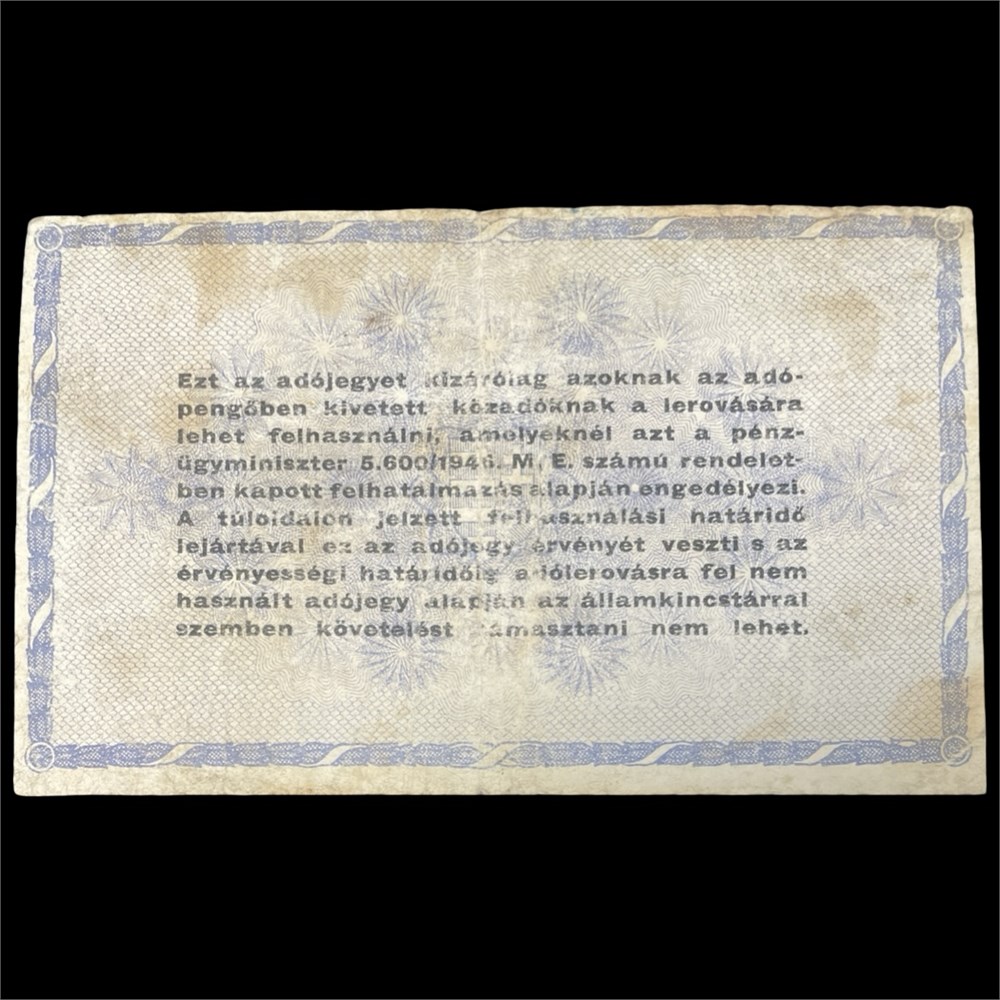 Ezt az adójegyet kizárólag azoknak az adó-
pengőben kivetett közadóknak a lerovására
lehet felhasználni, amelyeknél azt a pénz-
ügyminiszter 5.600/1946. M. E. számú rendelet-
ben kapott felhatalmazás alapján engedélyezi.
A túloldalon jelzett felhasználási határidő
lejártával ez az adójegy érvényét veszti s az
érvényességi határidőig adólerovásra fel nem
használt adójegy alapján az államkincstárral
szemben követelést támasztani nem lehet.